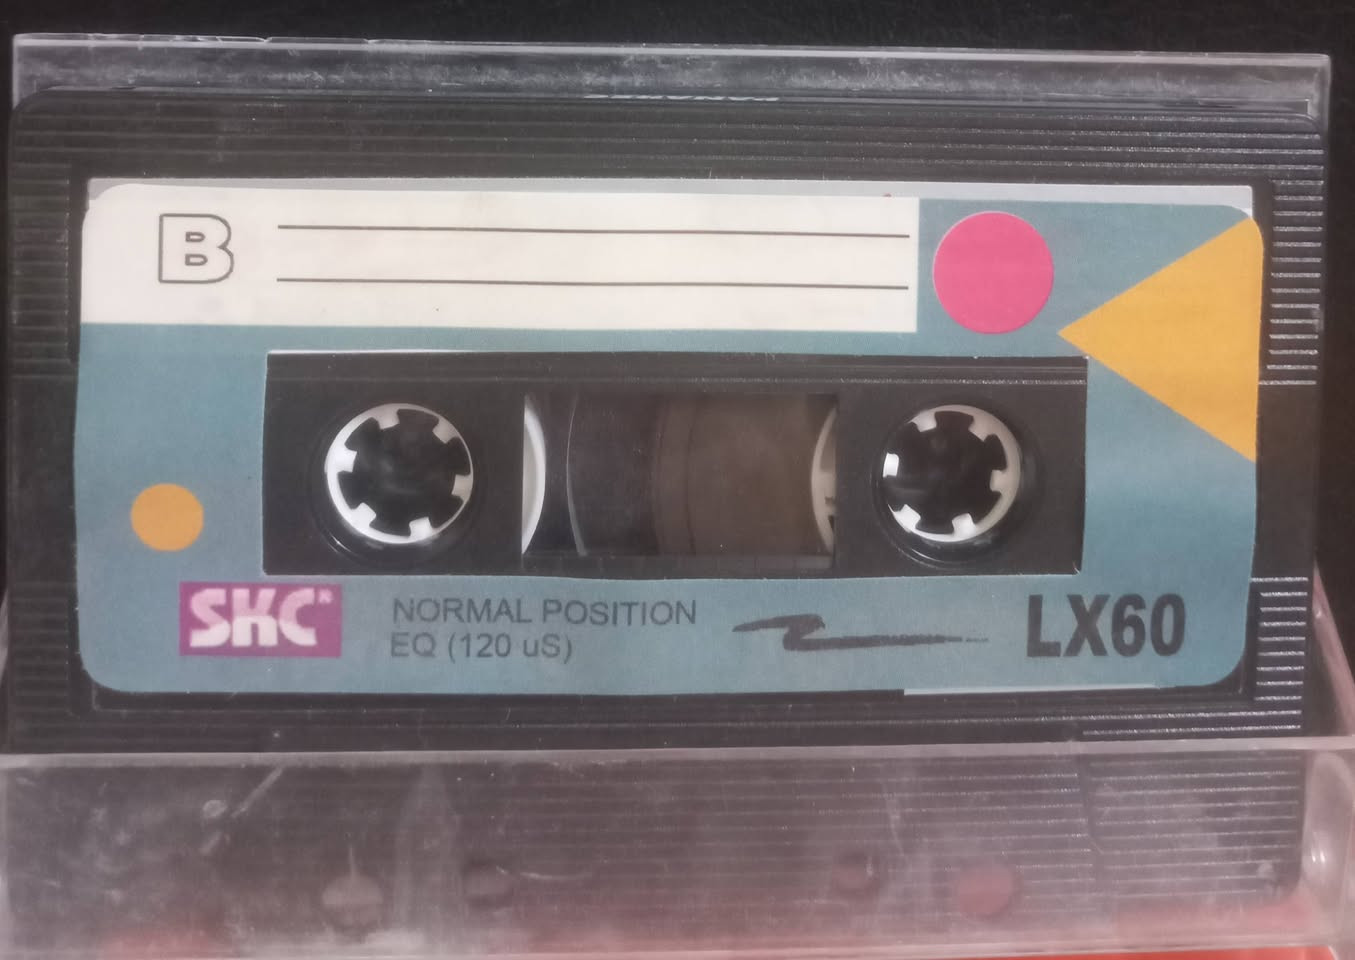 B
SKC®
NORMAL POSITION
EQ (120 uS)
LX60